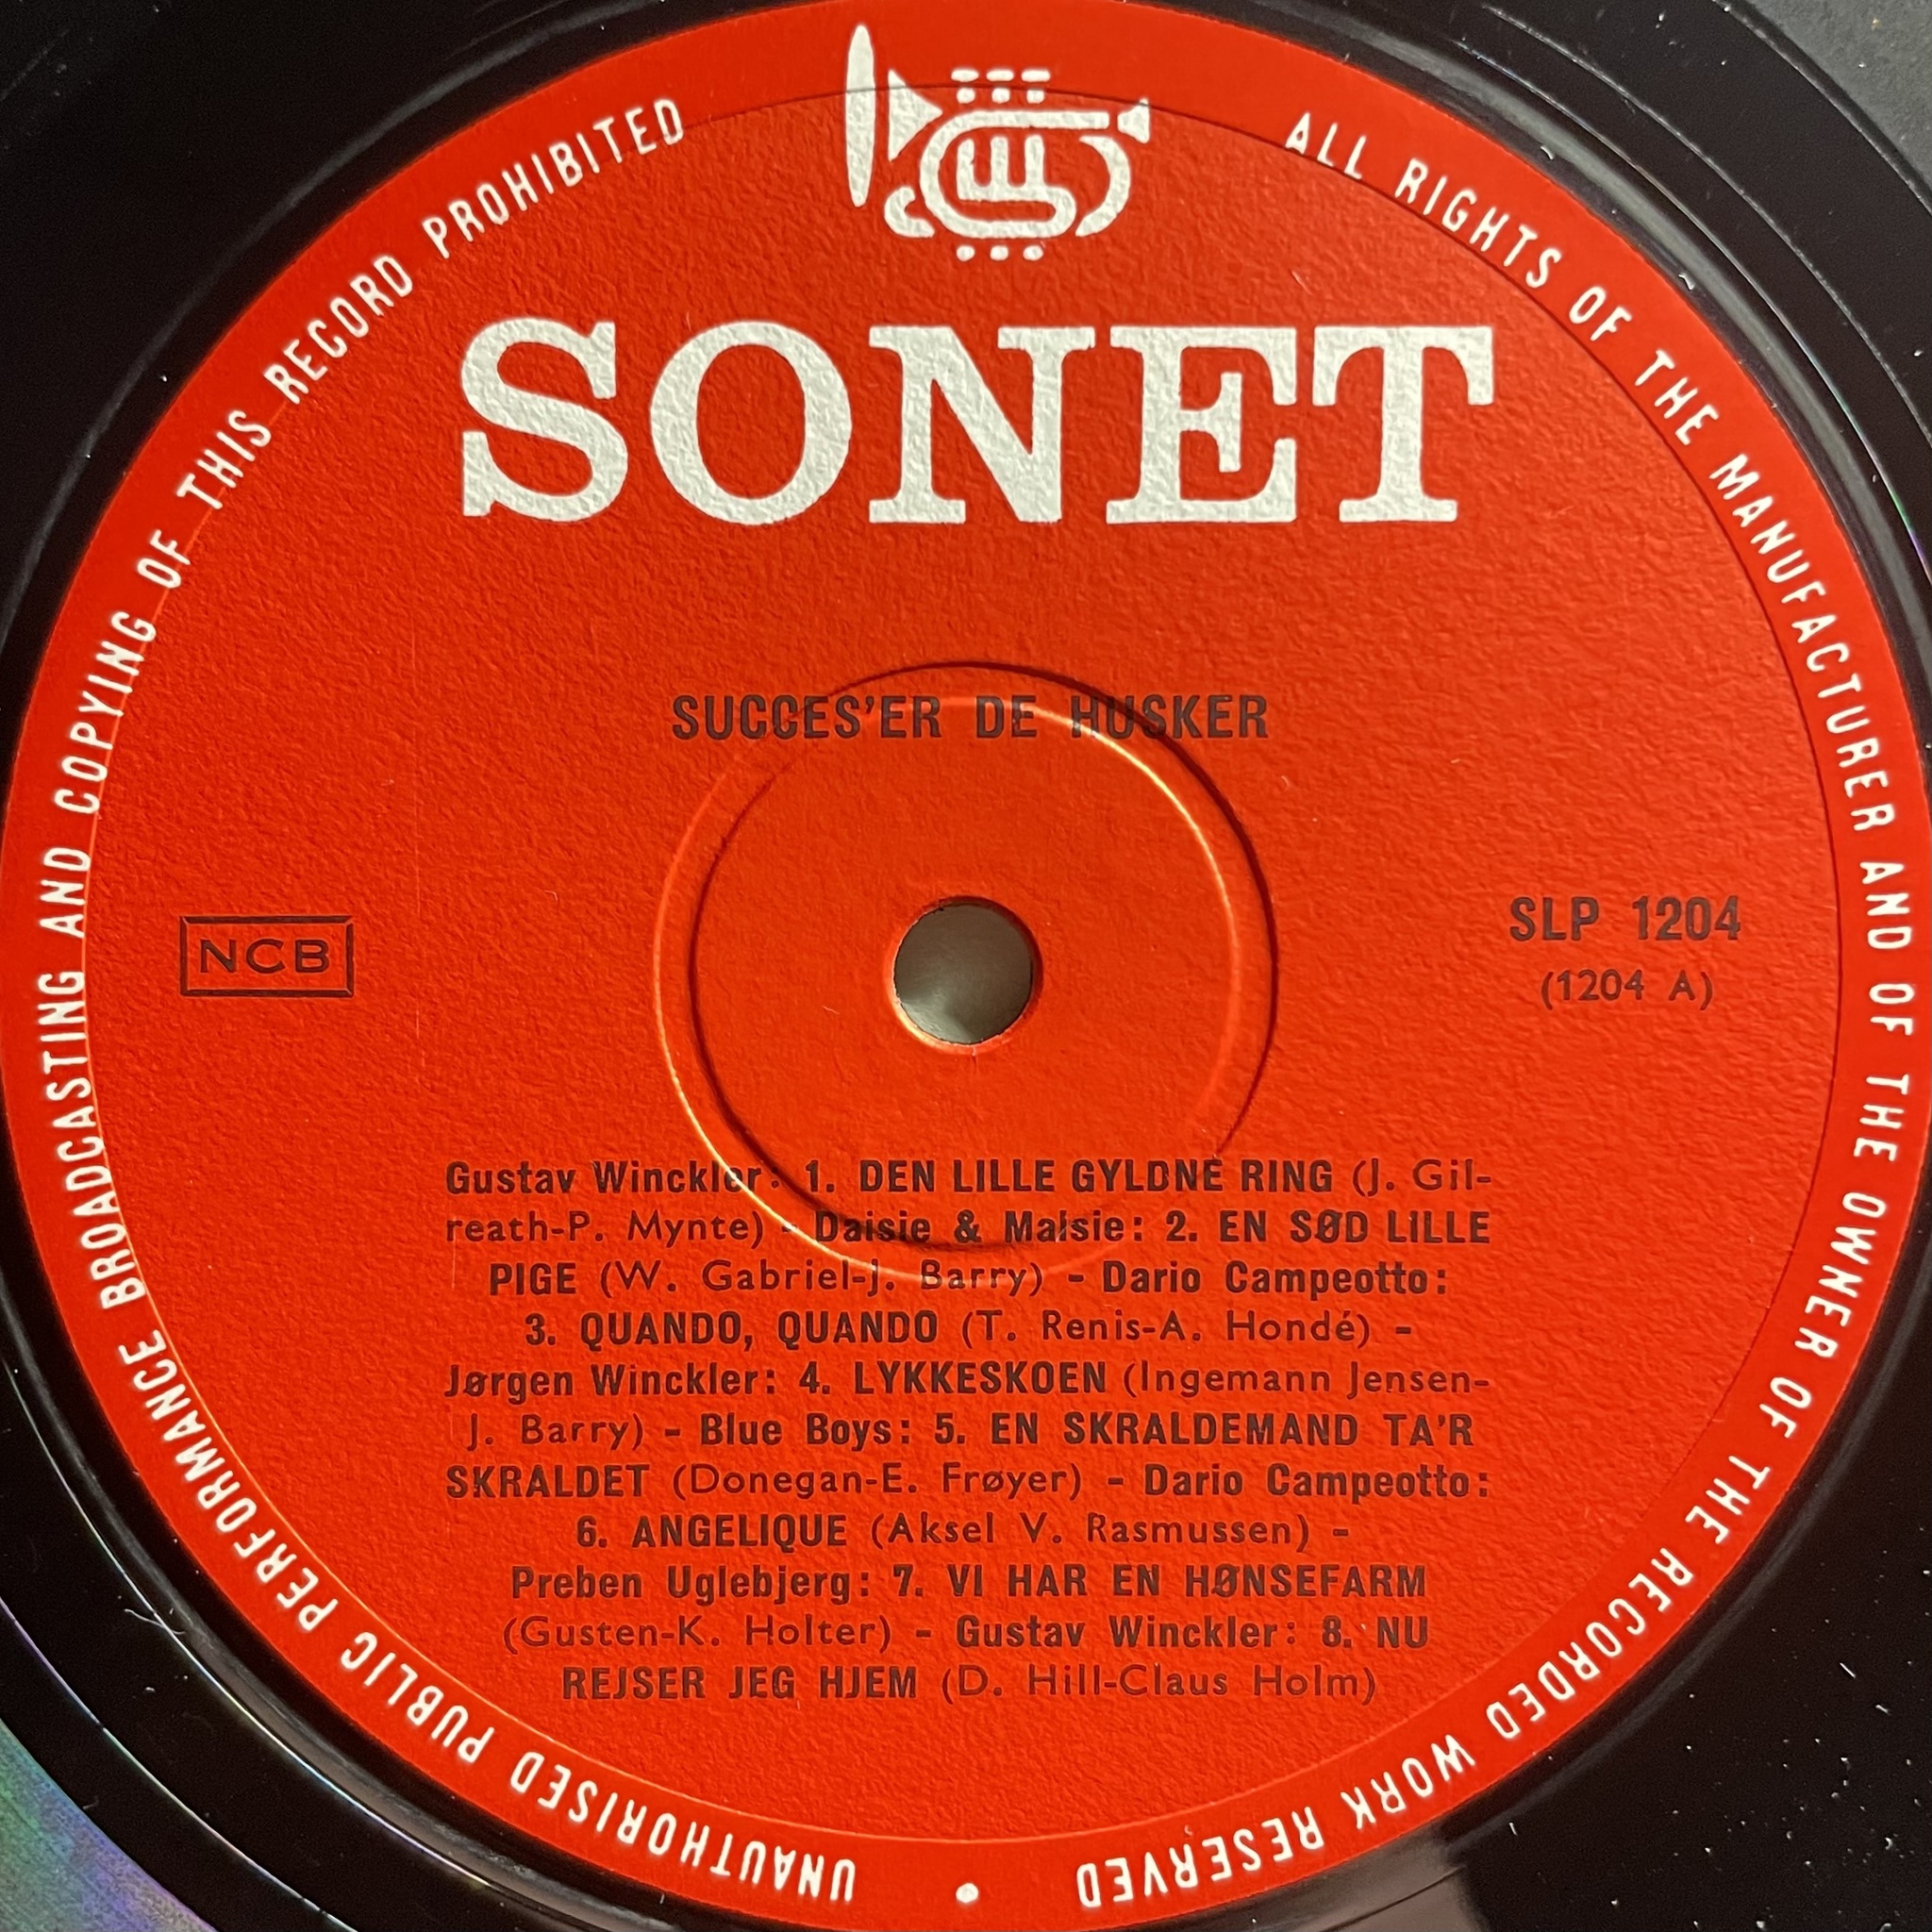 SONET
SUCCES'ER DE HUSKER
NCB
SLP 1204
(1204 A)
Gustav Winckler: 1. DEN LILLE GYLDNE RING (J. Gil-
reath-P. Mynte) - Daisie & Maisie: 2. EN SØD LILLE
PIGE (W. Gabriel-J. Barry) - Dario Campeotto:
3. QUANDO, QUANDO (T. Renis-A. Hondé) -
Jørgen Winckler: 4. LYKKESKOEN (Ingemann Jensen-
J. Barry) - Blue Boys: 5. EN SKRALDEMAND TA'R
SKRALDET (Donegan-E. Frøyer) - Dario Campeotto:
6. ANGELIQUE (Aksel V. Rasmussen) -
Preben Uglebjerg: 7. VI HAR EN HØNSEFARM
(Gusten-K. Holter) - Gustav Winckler: 8. NU
REJSER JEG HJEM (D. Hill-Claus Holm)
ALL RIGHTS OF THE MANUFACTURER AND OF THE OWNER OF THE RECORDED WORK RESERVED • UNAUTHORISED PUBLIC PERFORMANCE BROADCASTING AND COPYING OF THIS RECORD PROHIBITED